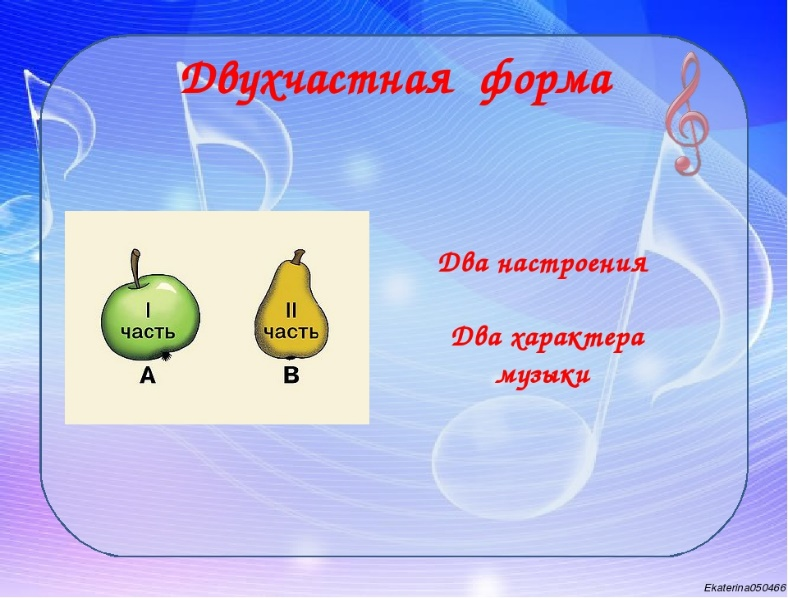 Двухчастная форма
I
часть
A
II
часть
B
Два настроения
Два характера
музыки
Ekaterina050466